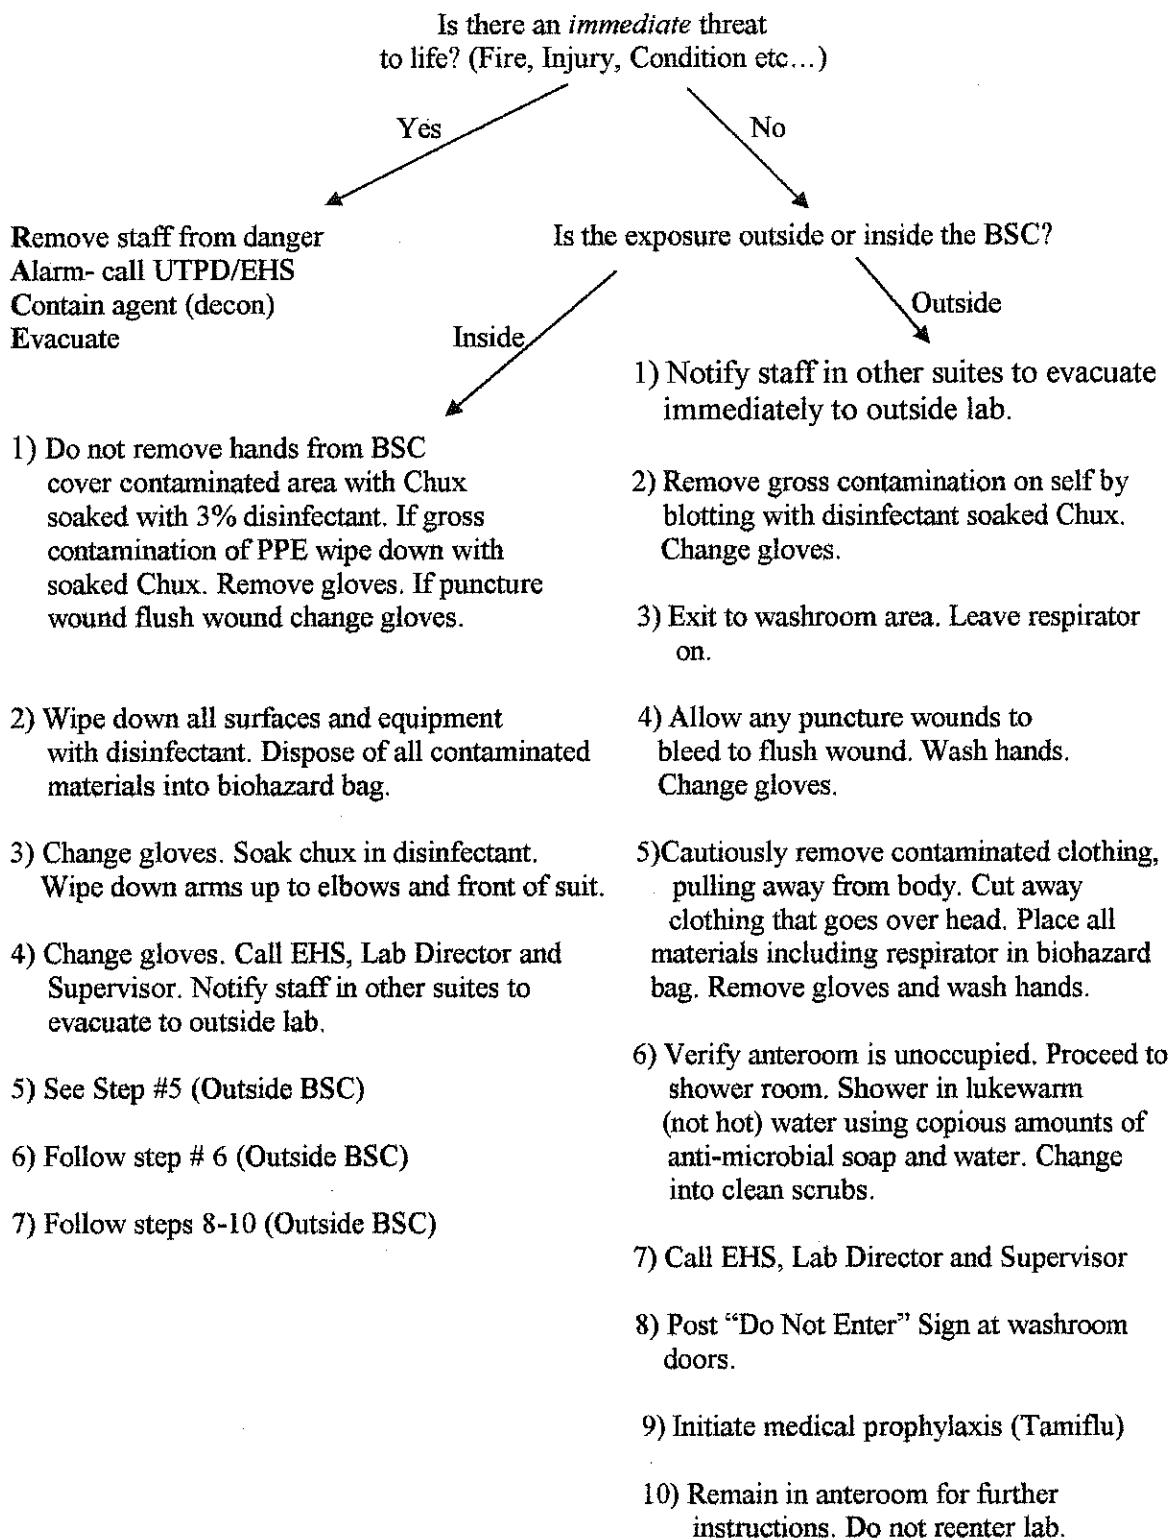 Is there an immediate threat
to life? (Fire, Injury, Condition etc...)
Yes
No
Remove staff from danger
Alarm- call UTPD/EHS
Contain agent (decon)
Evacuate
Is the exposure outside or inside the BSC?
Inside
Outside
1) Do not remove hands from BSC
cover contaminated area with Chux
soaked with 3% disinfectant. If gross
contamination of PPE wipe down with
soaked Chux. Remove gloves. If puncture
wound flush wound change gloves.
2) Wipe down all surfaces and equipment
with disinfectant. Dispose of all contaminated
materials into biohazard bag.
3) Change gloves. Soak chux in disinfectant.
Wipe down arms up to elbows and front of suit.
4) Change gloves. Call EHS, Lab Director and
Supervisor. Notify staff in other suites to
evacuate to outside lab.
5) See Step #5 (Outside BSC)
6) Follow step # 6 (Outside BSC)
7) Follow steps 8-10 (Outside BSC)
1) Notify staff in other suites to evacuate
immediately to outside lab.
2) Remove gross contamination on self by
blotting with disinfectant soaked Chux.
Change gloves.
3) Exit to washroom area. Leave respirator
on.
4) Allow any puncture wounds to
bleed to flush wound. Wash hands.
Change gloves.
5)Cautiously remove contaminated clothing,
pulling away from body. Cut away
clothing that goes over head. Place all
materials including respirator in biohazard
bag. Remove gloves and wash hands.
6) Verify anteroom is unoccupied. Proceed to
shower room. Shower in lukewarm
(not hot) water using copious amounts of
anti-microbial soap and water. Change
into clean scrubs.
7) Call EHS, Lab Director and Supervisor
8) Post “Do Not Enter” Sign at washroom
doors.
9) Initiate medical prophylaxis (Tamiflu)
10) Remain in anteroom for further
instructions. Do not reenter lab.